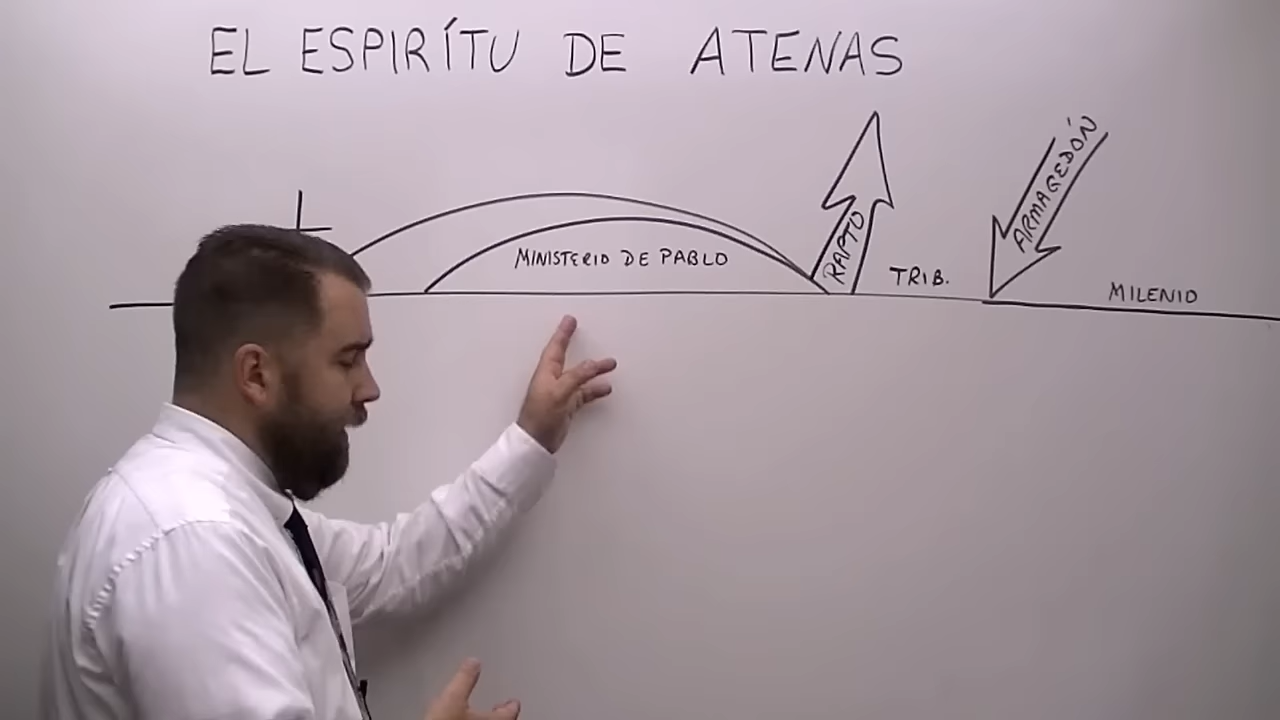 EL ESPIRÍTU DE ATENAS
MINISTERIO DE PABLO
RAPTO
TRIB.
ARMAGEDÓN
MILENIO